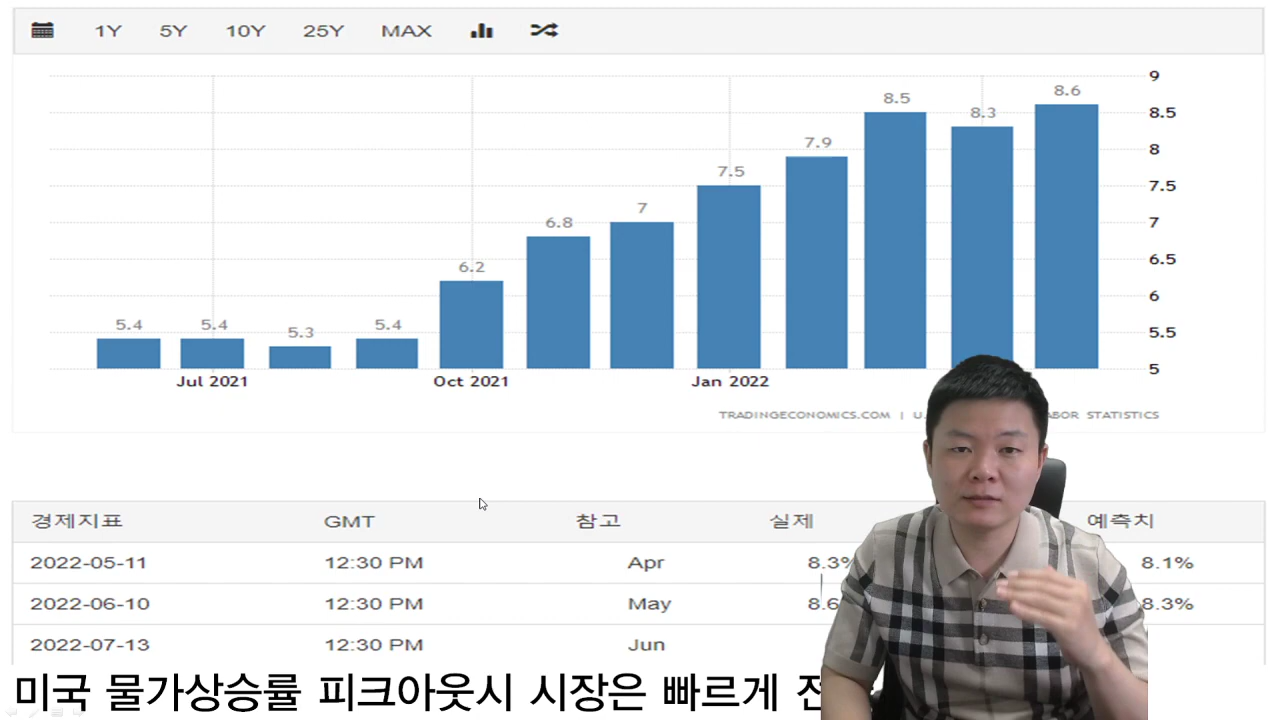 1Y 5Y 10Y 25Y MAX
9
8.6
8.5
8.5
8.3
8
7.9
7.5
7.5
7
7
6.8
6.5
6.2
6
5.4 5.4 5.3 5.4
5.5
5
Jul 2021 Oct 2021 Jan 2022
TRADINGECONOMICS.COM | U. ABOR STATISTICS
경제지표 GMT 참고 실제 예측치
2022-05-11 12:30 PM Apr 8.3% 8.1%
2022-06-10 12:30 PM May 8.6 8.3%
2022-07-13 12:30 PM Jun
미국 물가상승률 피크아웃시 시장은 빠르게